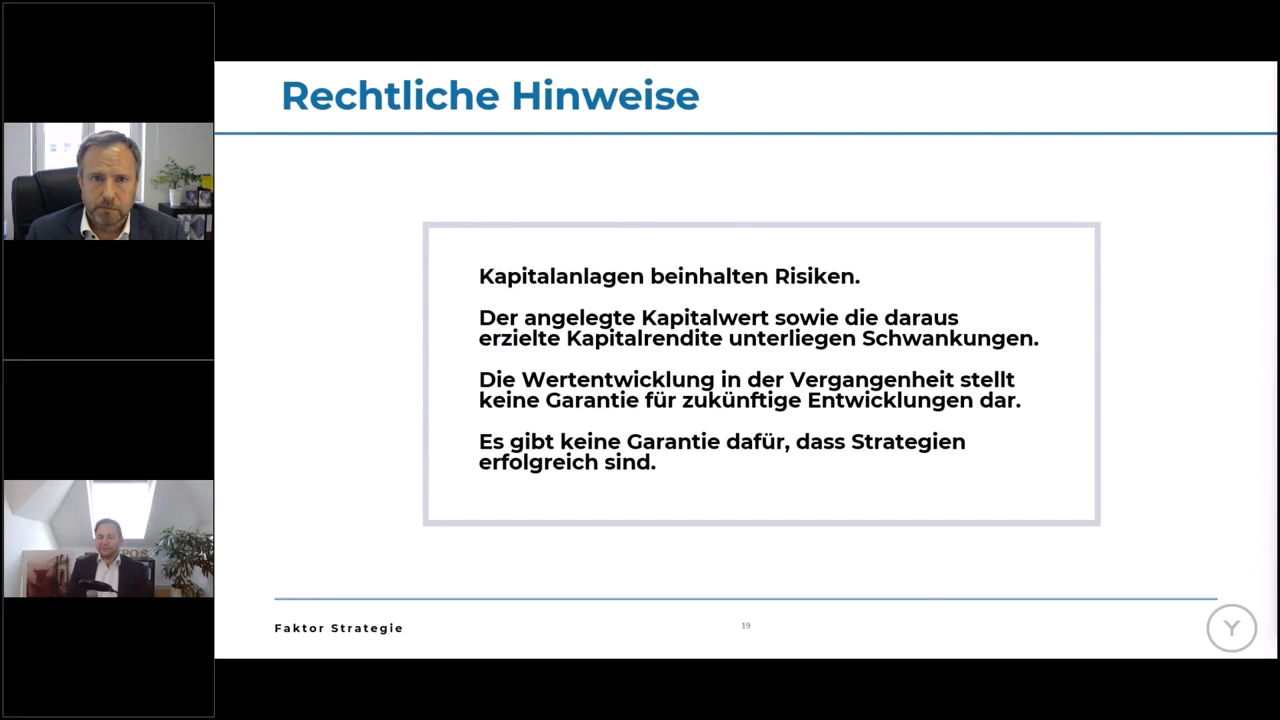 Rechtliche Hinweise
Kapitalanlagen beinhalten Risiken.
Der angelegte Kapitalwert sowie die daraus
erzielte Kapitalrendite unterliegen Schwankungen.
Die Wertentwicklung in der Vergangenheit stellt
keine Garantie für zukünftige Entwicklungen dar.
Es gibt keine Garantie dafür, dass Strategien
erfolgreich sind.
Faktor Strategie
19
Y